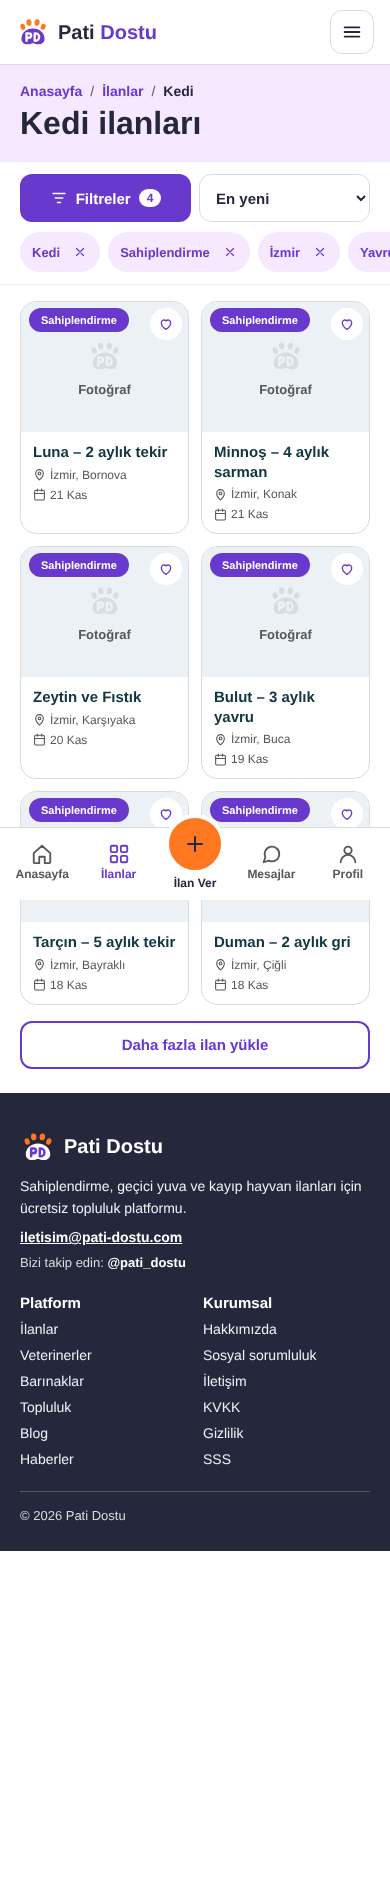 PD Pati Dostu
Anasayfa / İlanlar / Kedi
Kedi ilanları
Filtreler 4 En yeni
Kedi Sahiplendirme İzmir Yavru
Sahiplendirme Sahiplendirme
PD PD
Fotoğraf Fotoğraf
Luna – 2 aylık tekir
İzmir, Bornova
21 Kas
Minnoş – 4 aylık
sarman
İzmir, Konak
21 Kas
Sahiplendirme Sahiplendirme
PD PD
Fotoğraf Fotoğraf
Zeytin ve Fıstık
İzmir, Karşıyaka
20 Kas
Bulut – 3 aylık
yavru
İzmir, Buca
19 Kas
Sahiplendirme Sahiplendirme
Anasayfa İlanlar İlan Ver Mesajlar Profil
Tarçın – 5 aylık tekir
İzmir, Bayraklı
18 Kas
Duman – 2 aylık gri
İzmir, Çiğli
18 Kas
Daha fazla ilan yükle
PD Pati Dostu
Sahiplendirme, geçici yuva ve kayıp hayvan ilanları için
ücretsiz topluluk platformu.
iletisim@pati-dostu.com
Bizi takip edin: @pati_dostu
Platform
İlanlar
Veterinerler
Barınaklar
Topluluk
Blog
Haberler
Kurumsal
Hakkımızda
Sosyal sorumluluk
İletişim
KVKK
Gizlilik
SSS
© 2026 Pati Dostu